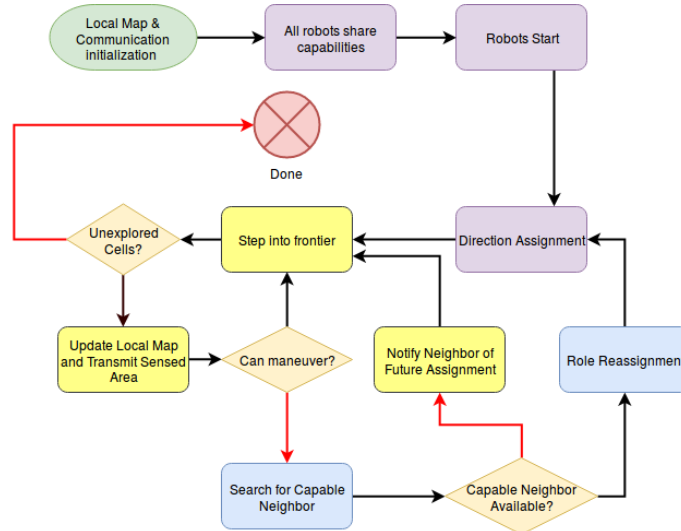 Local Map &
Communication
initialization
All robots share
capabilities
Robots Start
Done
Unexplored
Cells?
Step into frontier
Direction Assignment
Update Local Map
and Transmit Sensed
Area
Can maneuver?
Notify Neighbor of
Future Assignment
Role Reassignment
Search for Capable
Neighbor
Capable Neighbor
Available?